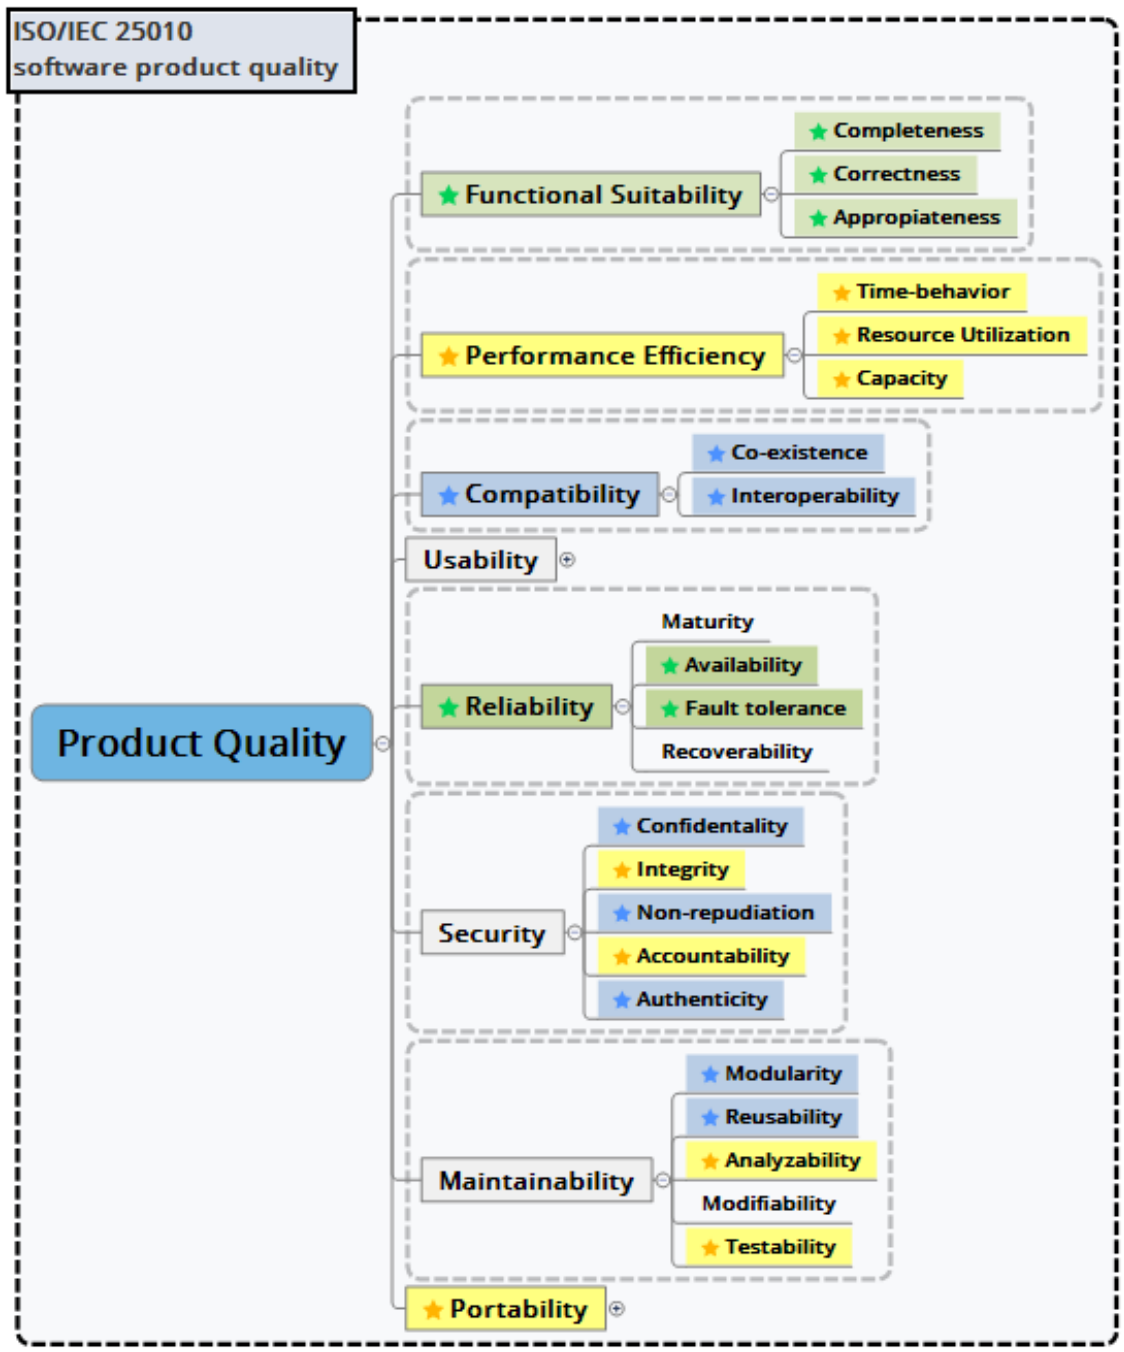 ISO/IEC 25010
software product quality
Product Quality
Functional Suitability
Completeness
Correctness
Appropiateness
Performance Efficiency
Time-behavior
Resource Utilization
Capacity
Compatibility
Co-existence
Interoperability
Usability
Reliability
Maturity
Availability
Fault tolerance
Recoverability
Security
Confidentality
Integrity
Non-repudiation
Accountability
Authenticity
Maintainability
Modularity
Reusability
Analyzability
Modifiability
Testability
Portability